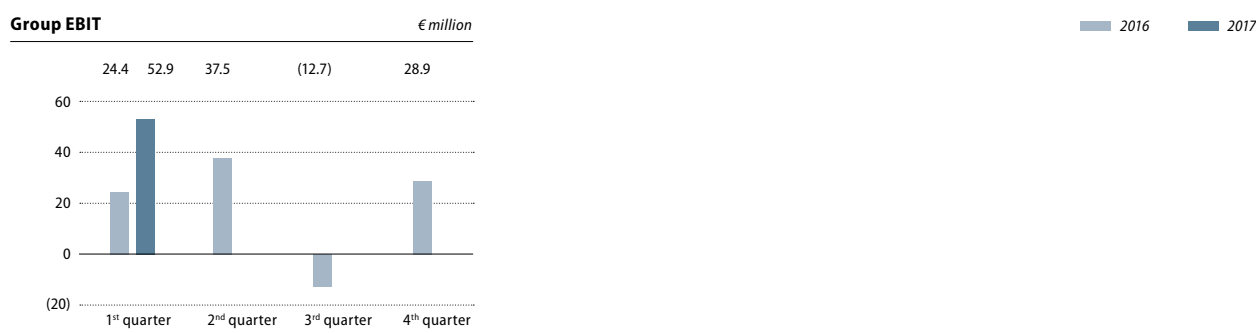 Group EBIT € million 2016 2017
24.4 52.9 37.5 (12.7) 28.9
60
40
20
0
(20)
1st quarter 2nd quarter 3rd quarter 4th quarter